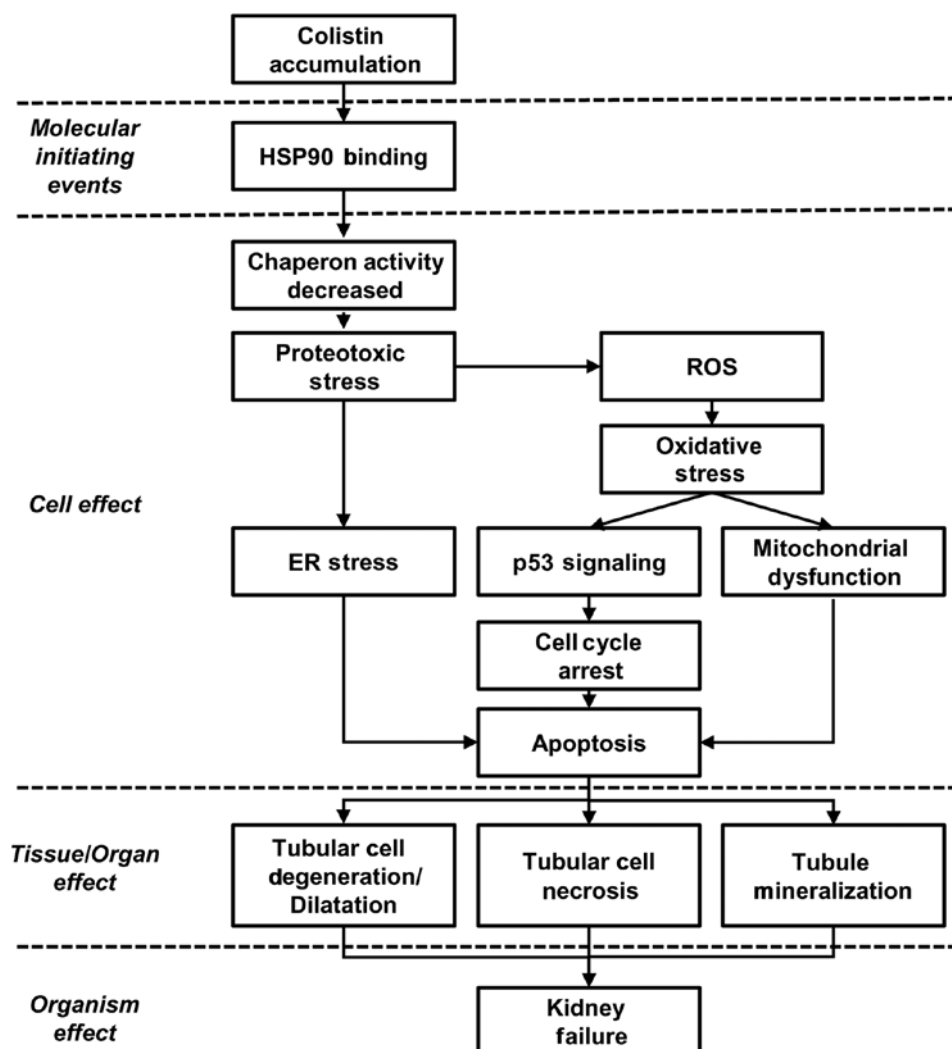 Colistin
accumulation
Molecular
initiating
events
HSP90 binding
Chaperon activity
decreased
Proteotoxic
stress
ROS
Oxidative
stress
Cell effect
ER stress
p53 signaling
Mitochondrial
dysfunction
Cell cycle
arrest
Apoptosis
Tissue/Organ
effect
Tubular cell
degeneration/
Dilatation
Tubular cell
necrosis
Tubule
mineralization
Organism
effect
Kidney
failure